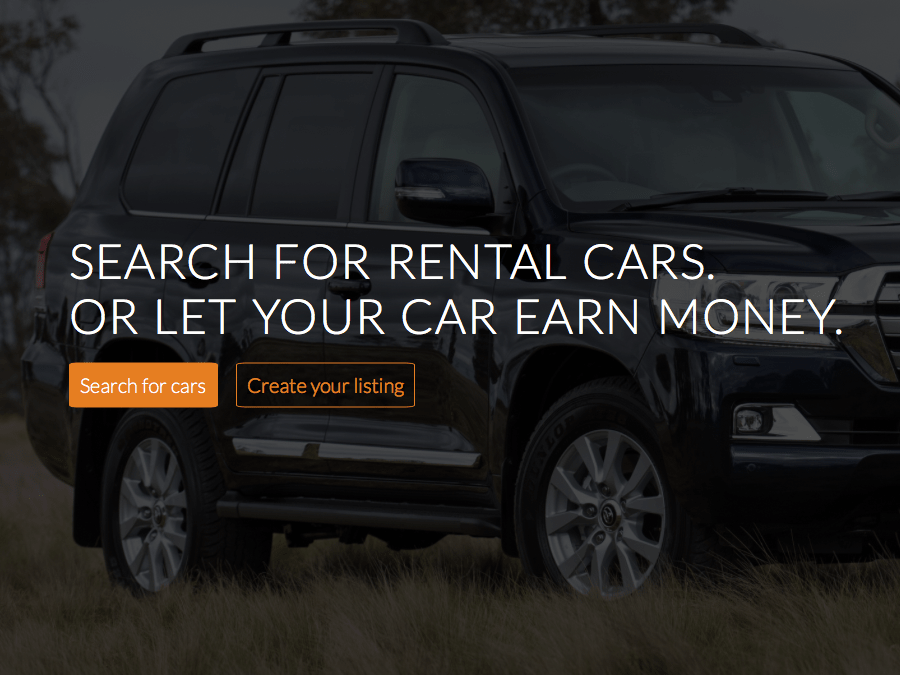 SEARCH FOR RENTAL CARS.
OR LET YOUR CAR EARN MONEY.
Search for cars
Create your listing